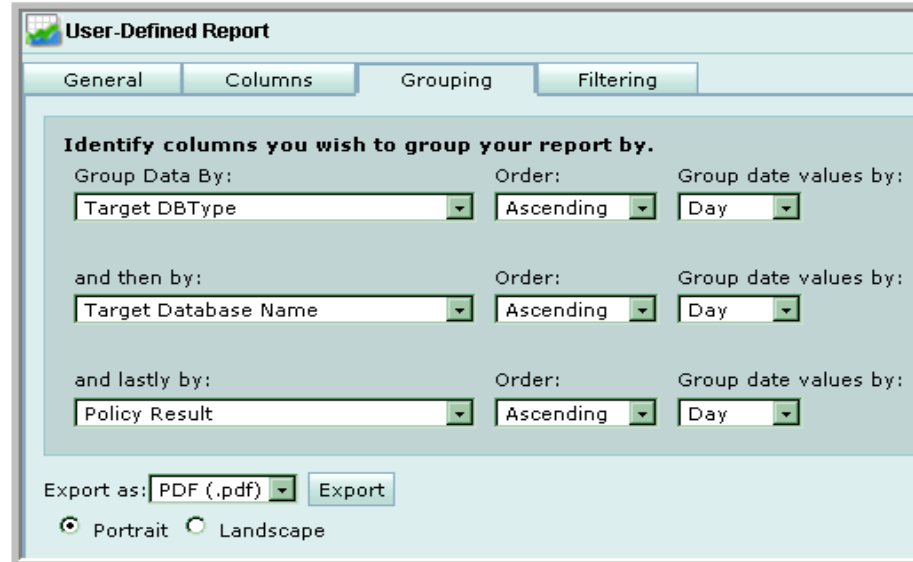 User-Defined Report
General Columns Grouping Filtering
Identify columns you wish to group your report by.
Group Data By: Order: Group date values by:
Target DBType Ascending Day
and then by: Order: Group date values by:
Target Database Name Ascending Day
and lastly by: Order: Group date values by:
Policy Result Ascending Day
Export as: PDF (.pdf) Export
Portrait Landscape